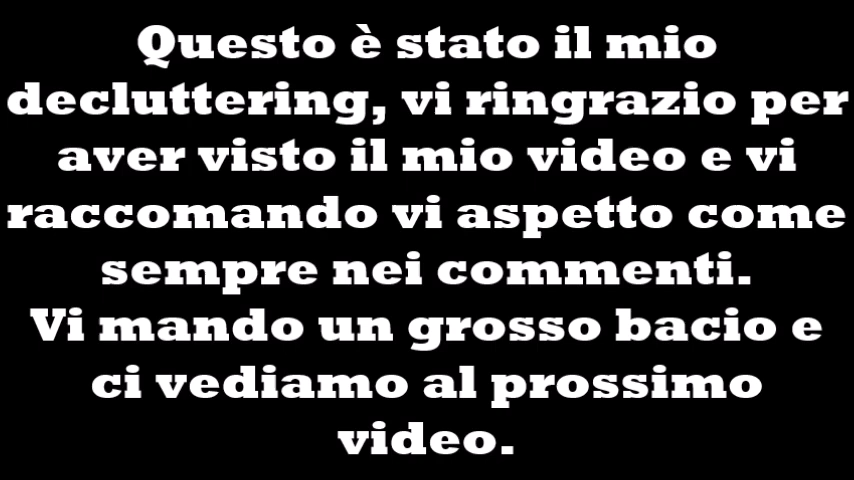 Questo è stato il mio
decluttering, vi ringrazio per
aver visto il mio video e vi
raccomando vi aspetto come
sempre nei commenti.
Vi mando un grosso bacio e
ci vediamo al prossimo
video.